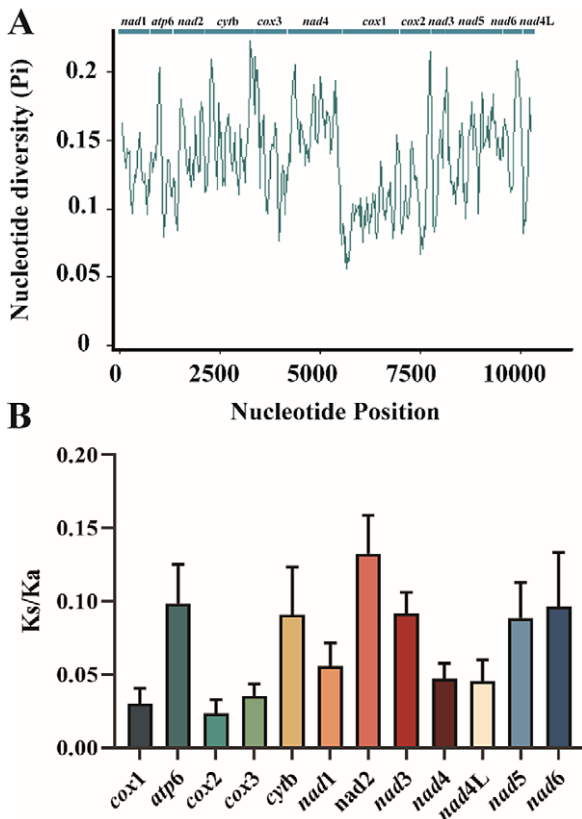 A
nad1 atp6 nad2 cytb cox3 nad4 cox1 cox2 nad3 nad5 nad6 nad4L
Nucleotide diversity (Pi)
0.2
0.15
0.1
0.05
0
0 2500 5000 7500 10000
Nucleotide Position
B
Ks/Ka
0.20
0.15
0.10
0.05
0.00
cox1 atp6 cox2 cox3 cytb nad1 nad2 nad3 nad4 nad4L nad5 nad6